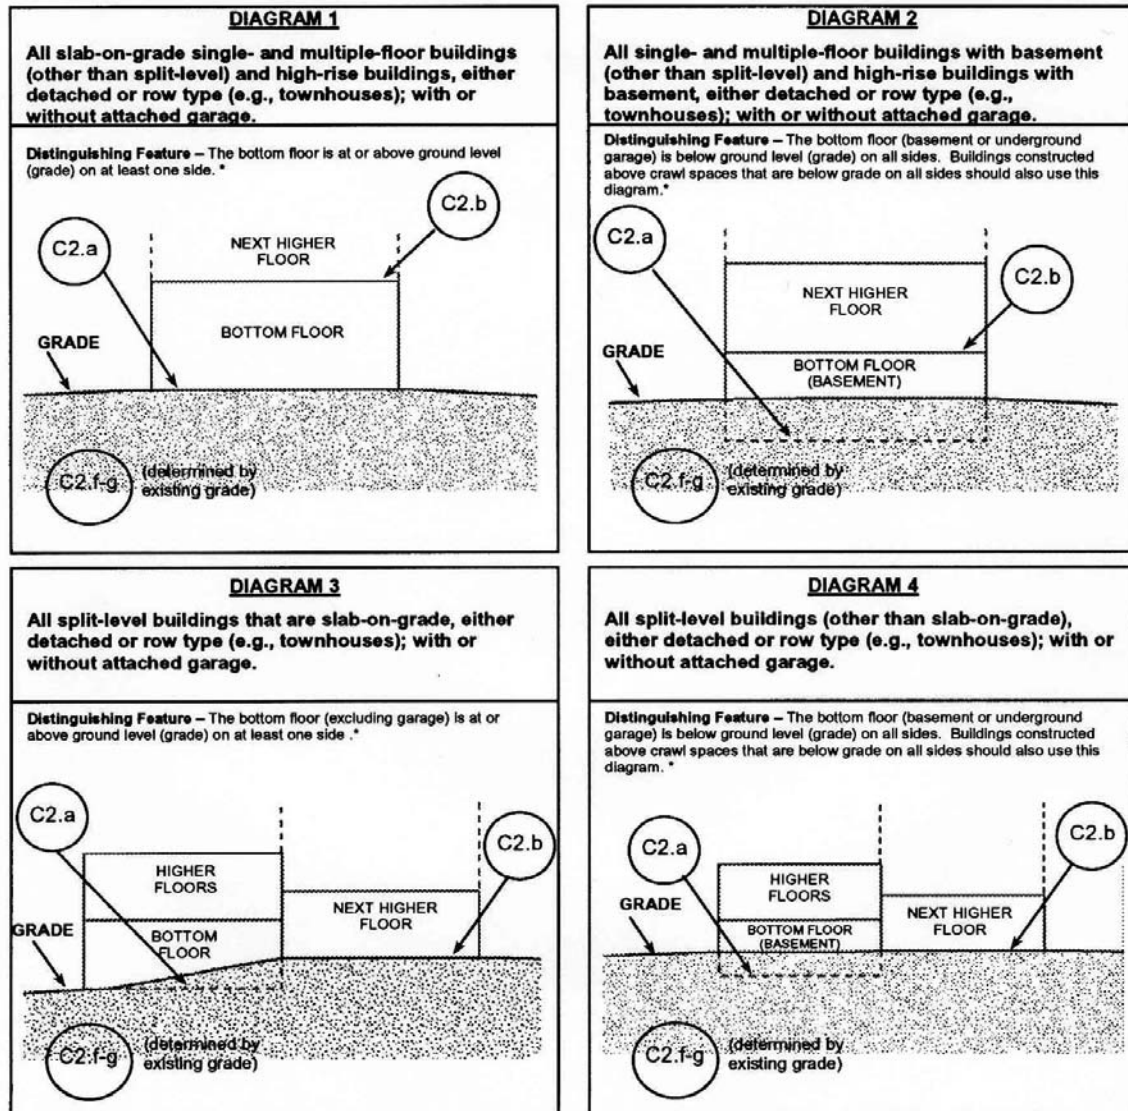 DIAGRAM 1
All slab-on-grade single- and multiple-floor buildings
(other than split-level) and high-rise buildings, either
detached or row type (e.g., townhouses); with or
without attached garage.
Distinguishing Feature – The bottom floor is at or above ground level
(grade) on at least one side. *
C2.a
C2.b
NEXT HIGHER
FLOOR
BOTTOM FLOOR
GRADE
C2.f-g
(determined by
existing grade)
DIAGRAM 2
All single- and multiple-floor buildings with basement
(other than split-level) and high-rise buildings with
basement, either detached or row type (e.g.,
townhouses); with or without attached garage.
Distinguishing Feature – The bottom floor (basement or underground
garage) is below ground level (grade) on all sides. Buildings constructed
above crawl spaces that are below grade on all sides should also use this
diagram.*
C2.a
C2.b
NEXT HIGHER
FLOOR
BOTTOM FLOOR
(BASEMENT)
GRADE
C2.f-g
(determined by
existing grade)
DIAGRAM 3
All split-level buildings that are slab-on-grade, either
detached or row type (e.g., townhouses); with or
without attached garage.
Distinguishing Feature – The bottom floor (excluding garage) is at or
above ground level (grade) on at least one side .*
C2.a
C2.b
HIGHER
FLOORS
NEXT HIGHER
FLOOR
BOTTOM
FLOOR
GRADE
C2.f-g
(determined by
existing grade)
DIAGRAM 4
All split-level buildings (other than slab-on-grade),
either detached or row type (e.g., townhouses); with or
without attached garage.
Distinguishing Feature – The bottom floor (basement or underground
garage) is below ground level (grade) on all sides. Buildings constructed
above crawl spaces that are below grade on all sides should also use this
diagram. *
C2.a
C2.b
HIGHER
FLOORS
NEXT HIGHER
FLOOR
BOTTOM FLOOR
(BASEMENT)
GRADE
C2.f-g
(determined by
existing grade)